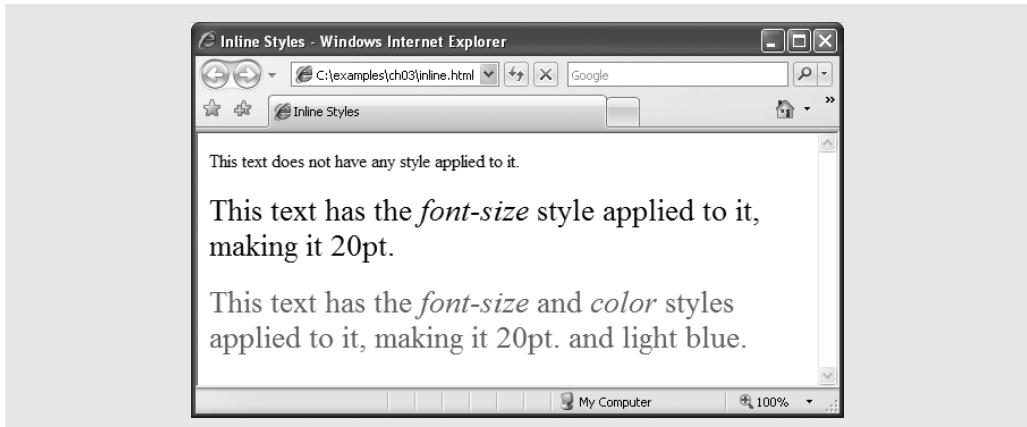 Inline Styles - Windows Internet Explorer
C:\examples\ch03\inline.html
Google
Inline Styles
This text does not have any style applied to it.
This text has the font-size style applied to it,
making it 20pt.
This text has the font-size and color styles
applied to it, making it 20pt. and light blue.
My Computer
100%